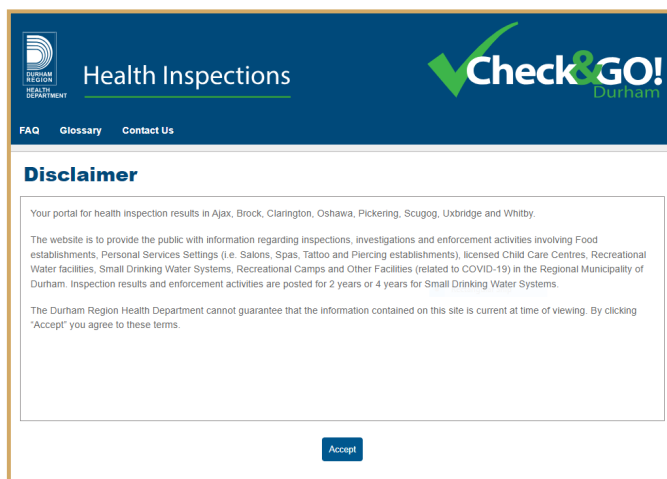 DURHAM
REGION
HEALTH
DEPARTMENT
Health Inspections
Check&GO!
Durham
FAQ Glossary Contact Us
Disclaimer
Your portal for health inspection results in Ajax, Brock, Clarington, Oshawa, Pickering, Scugog, Uxbridge and Whitby.
The website is to provide the public with information regarding inspections, investigations and enforcement activities involving Food
establishments, Personal Services Settings (i.e. Salons, Spas, Tattoo and Piercing establishments), licensed Child Care Centres, Recreational
Water facilities, Small Drinking Water Systems, Recreational Camps and Other Facilities (related to COVID-19) in the Regional Municipality of
Durham. Inspection results and enforcement activities are posted for 2 years or 4 years for Small Drinking Water Systems.
The Durham Region Health Department cannot guarantee that the information contained on this site is current at time of viewing. By clicking
"Accept" you agree to these terms.
Accept